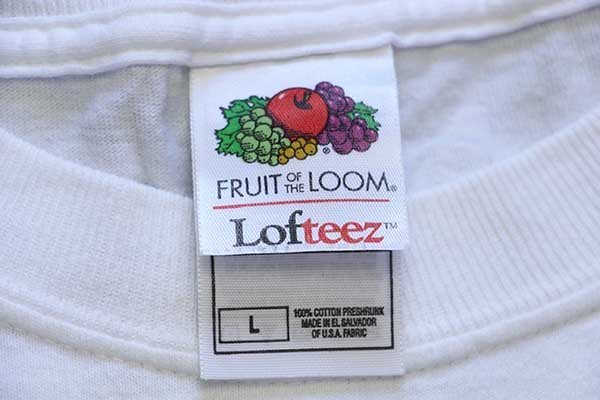 ®
FRUIT OF THE LOOM®
Lofteez™
L
100% COTTON PRESHRUNK
MADE IN EL SALVADOR
OF U.S.A. FABRIC